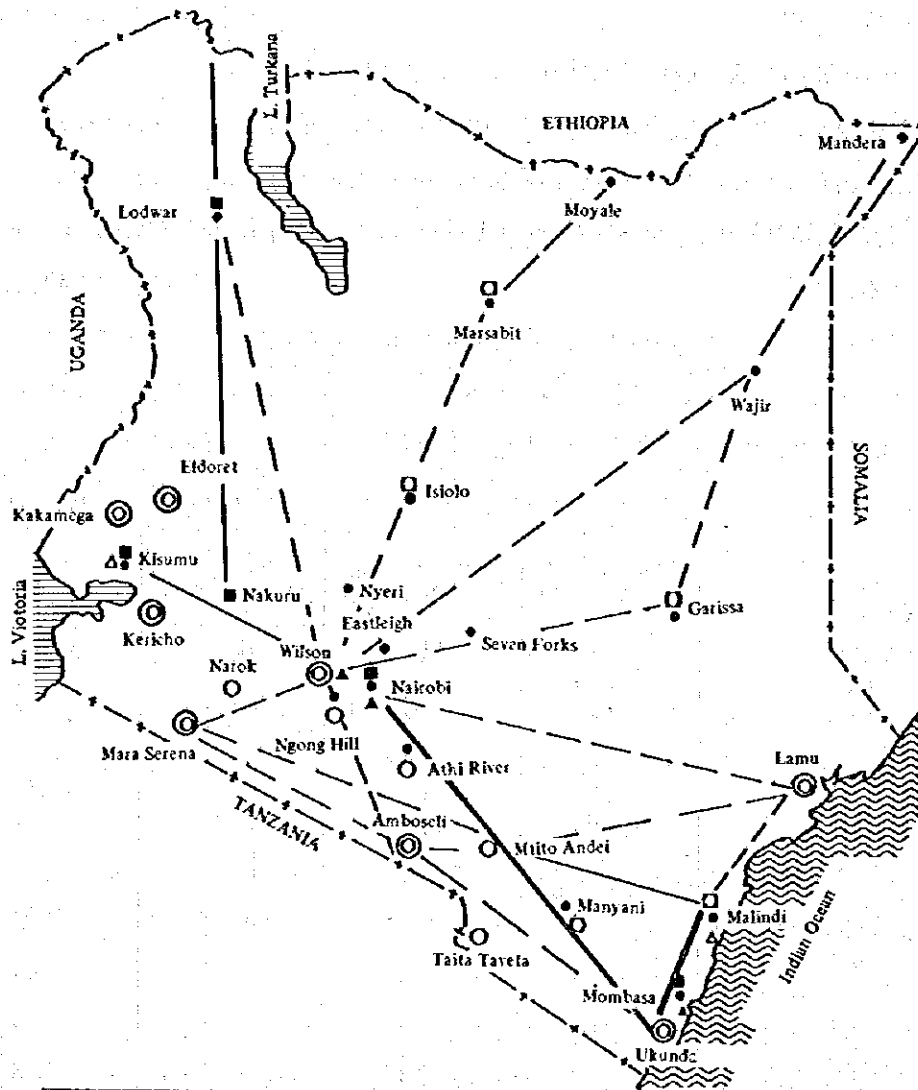 L. Turkana
ETHIOPIA
Mandera
Lodwar
Moyale
UGANDA
Marsabit
Wajir
SOMALIA
Eldoret
Isiolo
Kakamega
Kisumu
Nakuru
Nyeri
Garissa
L. Victoria
Kericho
Eastleigh
Seven Forks
Wilson
Narok
Nairobi
Mara Serena
Ngong Hill
Athi River
Lamu
TANZANIA
Amboseli
Mtito Andei
Manyani
Malindi
Taita Taveta
Indian Ocean
Mombasa
Ukunda